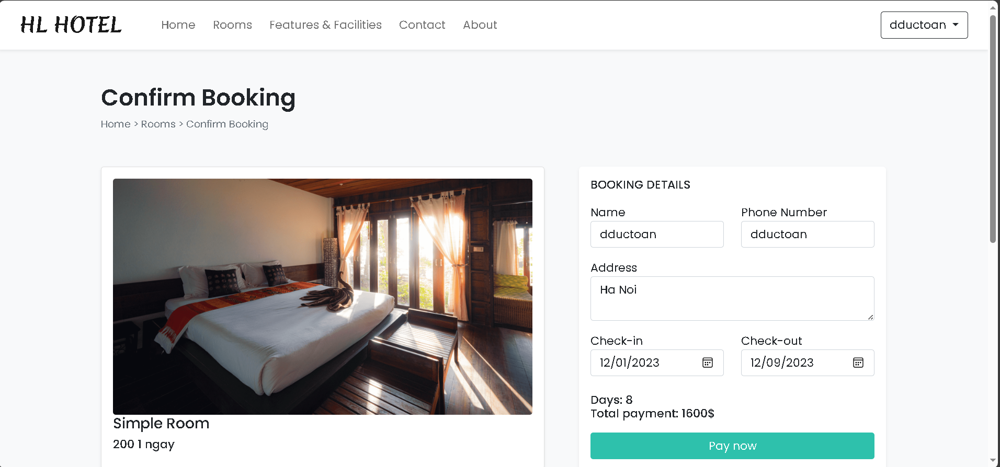 HL HOTEL
Home Rooms Features & Facilities Contact About
dductoan
Confirm Booking
Home > Rooms > Confirm Booking
Simple Room
200 1 ngay
BOOKING DETAILS
Name
dductoan
Phone Number
dductoan
Address
Ha Noi
Check-in
12/01/2023
Check-out
12/09/2023
Days: 8
Total payment: 1600$
Pay now